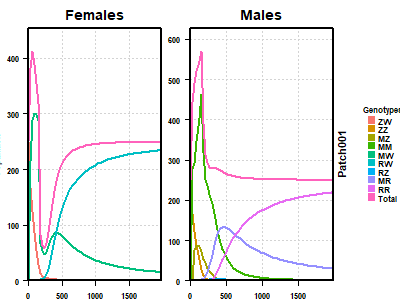 Females
Males
400
300
200
100
0
0
500
1000
1500
600
500
400
300
200
100
0
0
500
1000
1500
Patch001
Genotypes
ZW
ZZ
MZ
MM
MW
RW
RZ
MR
RR
Total